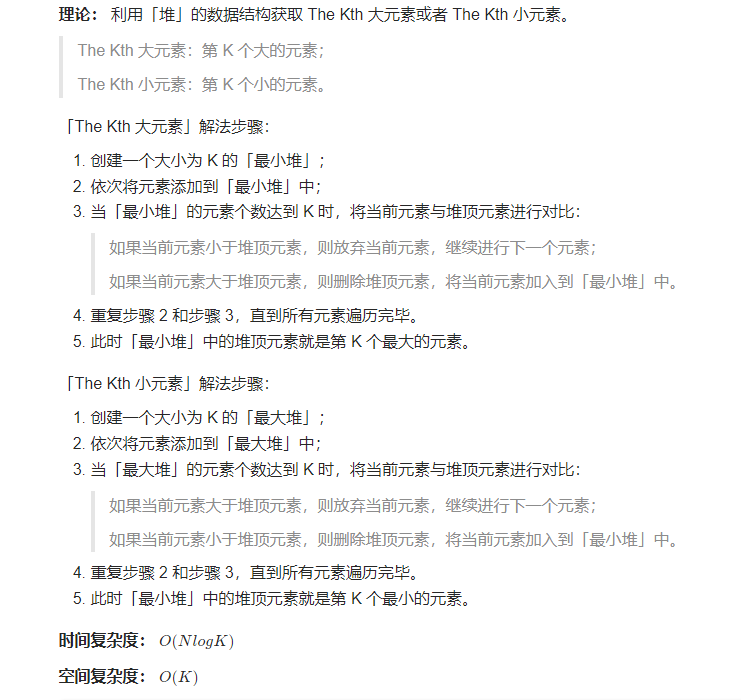 理论： 利用「堆」的数据结构获取 The Kth 大元素或者 The Kth 小元素。
The Kth 大元素：第 K 个大的元素；
The Kth 小元素：第 K 个小的元素。
「The Kth 大元素」解法步骤：
1. 创建一个大小为 K 的「最小堆」；
2. 依次将元素添加到「最小堆」中；
3. 当「最小堆」的元素个数达到 K 时，将当前元素与堆顶元素进行对比：
如果当前元素小于堆顶元素，则放弃当前元素，继续进行下一个元素；
如果当前元素大于堆顶元素，则删除堆顶元素，将当前元素加入到「最小堆」中。
4. 重复步骤 2 和步骤 3，直到所有元素遍历完毕。
5. 此时「最小堆」中的堆顶元素就是第 K 个最大的元素。
「The Kth 小元素」解法步骤：
1. 创建一个大小为 K 的「最大堆」；
2. 依次将元素添加到「最大堆」中；
3. 当「最大堆」的元素个数达到 K 时，将当前元素与堆顶元素进行对比：
如果当前元素大于堆顶元素，则放弃当前元素，继续进行下一个元素；
如果当前元素小于堆顶元素，则删除堆顶元素，将当前元素加入到「最小堆」中。
4. 重复步骤 2 和步骤 3，直到所有元素遍历完毕。
5. 此时「最小堆」中的堆顶元素就是第 K 个最小的元素。
时间复杂度： O(NlogK)
空间复杂度： O(K)